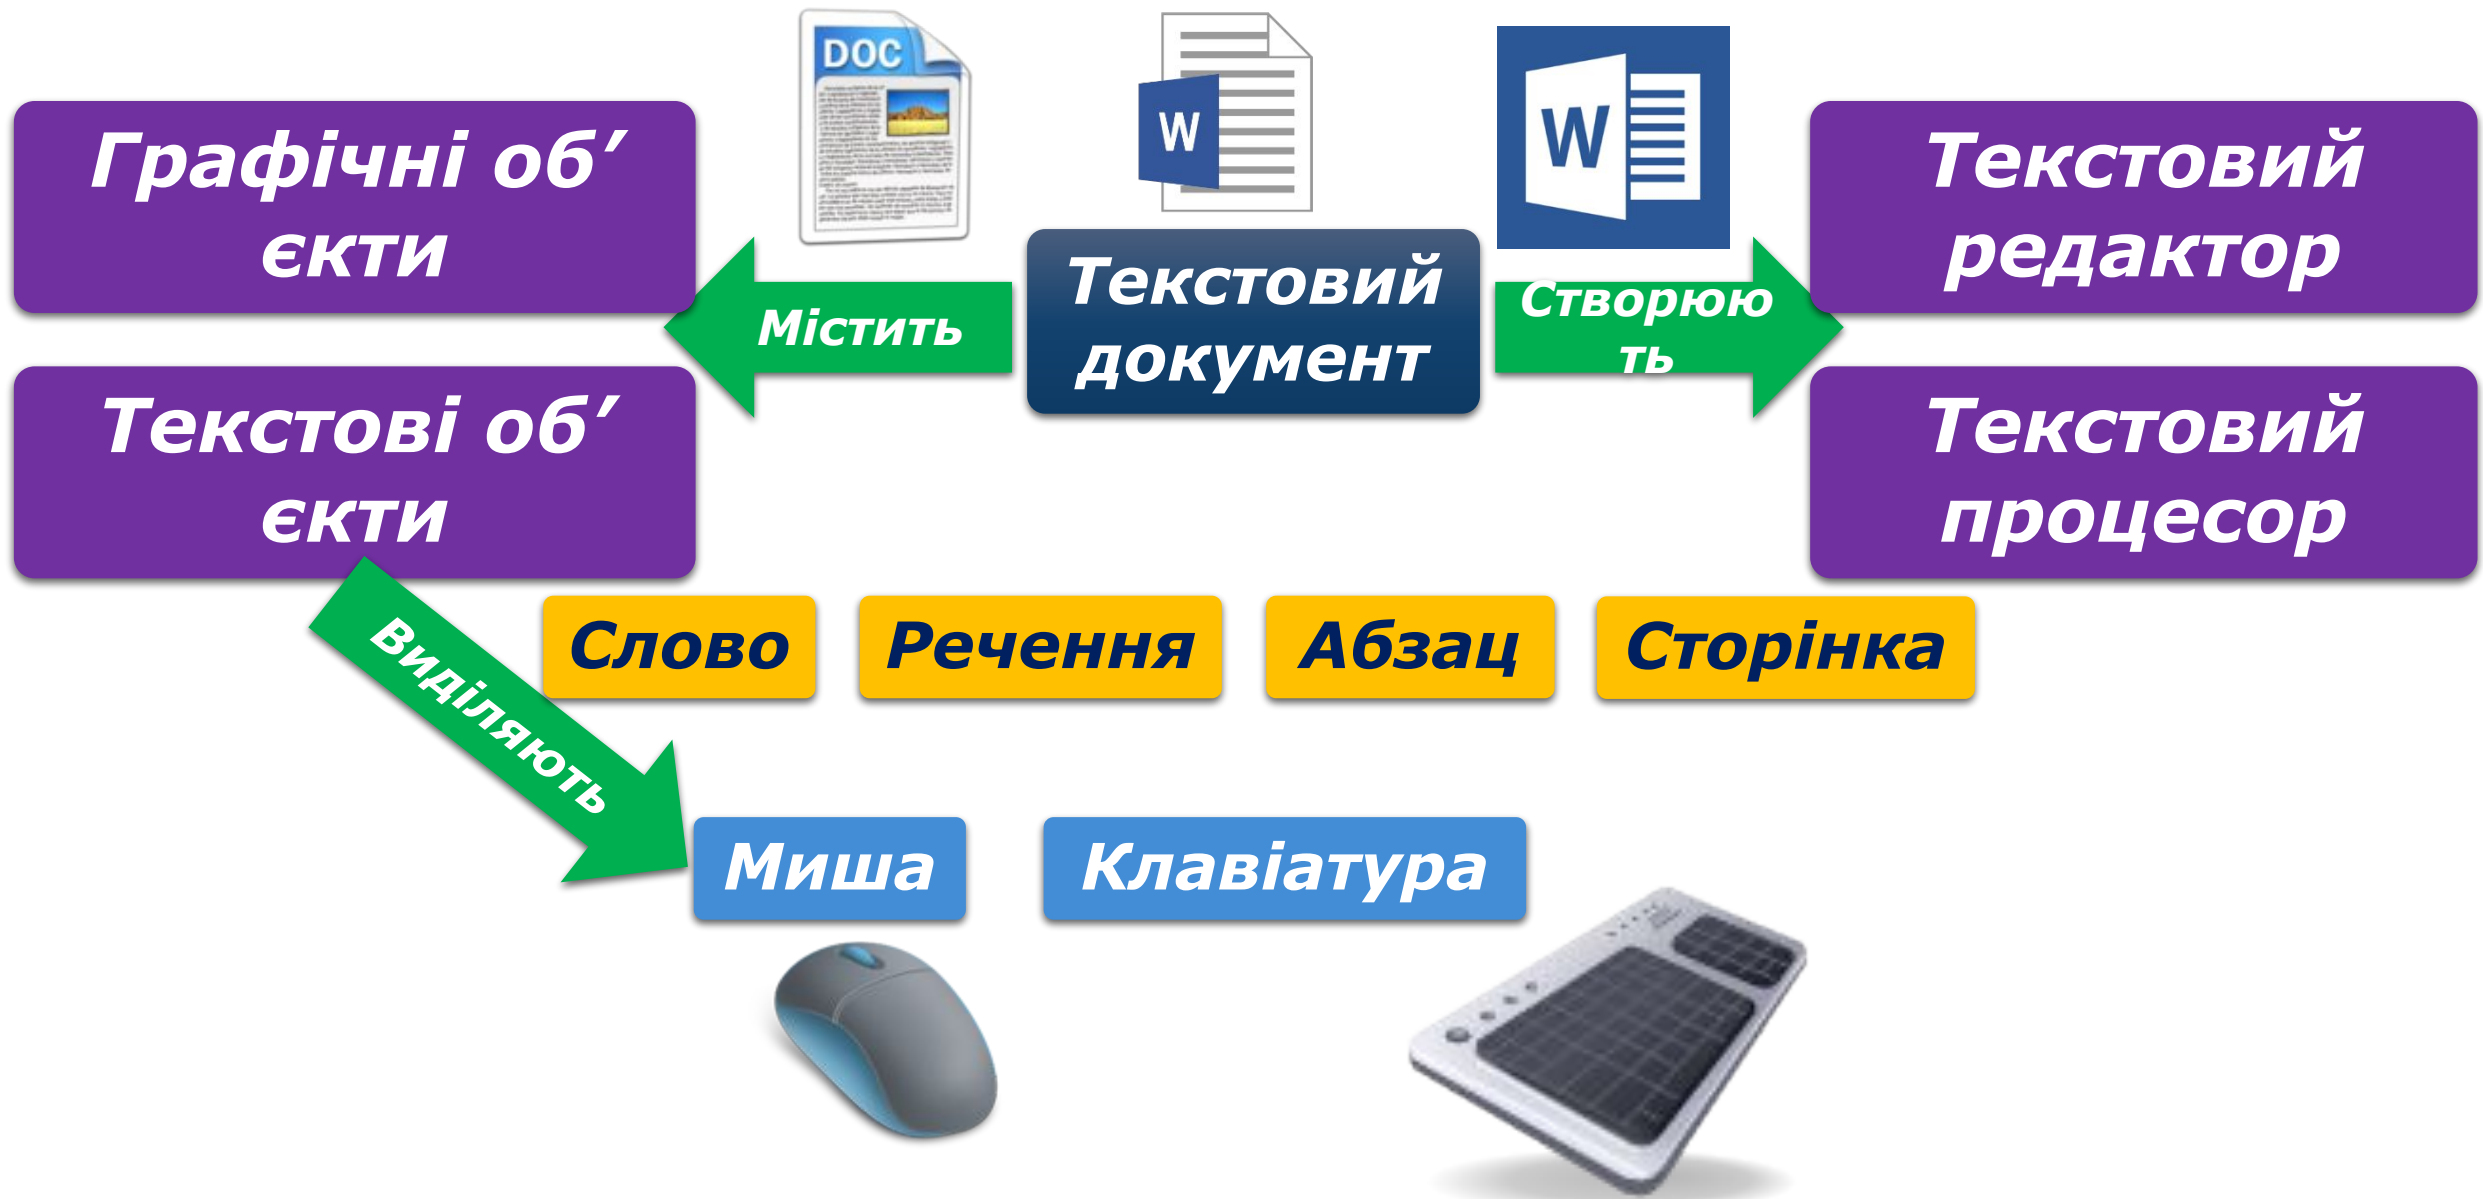 DOC
W
W
Графічні об’
єкти
Текстовий
редактор
Містить
Текстовий
документ
Створюю
ть
Текстові об’
єкти
Текстовий
процесор
Виділяють
Слово
Речення
Абзац
Сторінка
Миша
Клавіатура